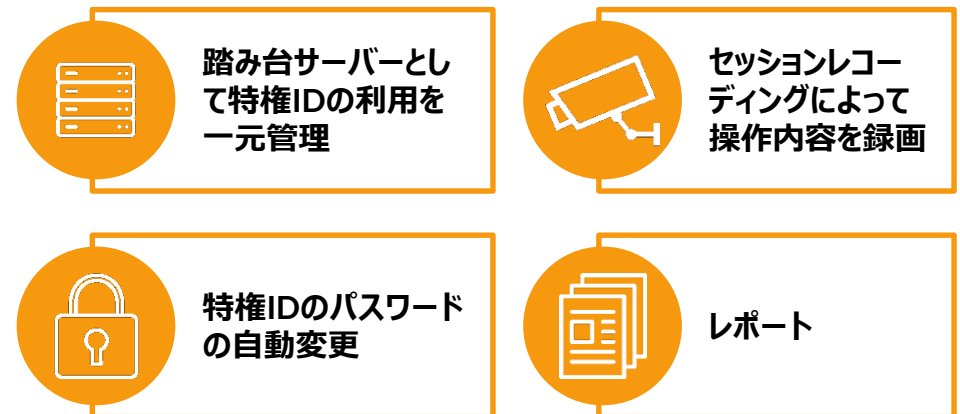 踏み台サーバーとし
て特権IDの利用を
一元管理
セッションレコー
ディングによって
操作内容を録画
特権IDのパスワード
の自動変更
レポート